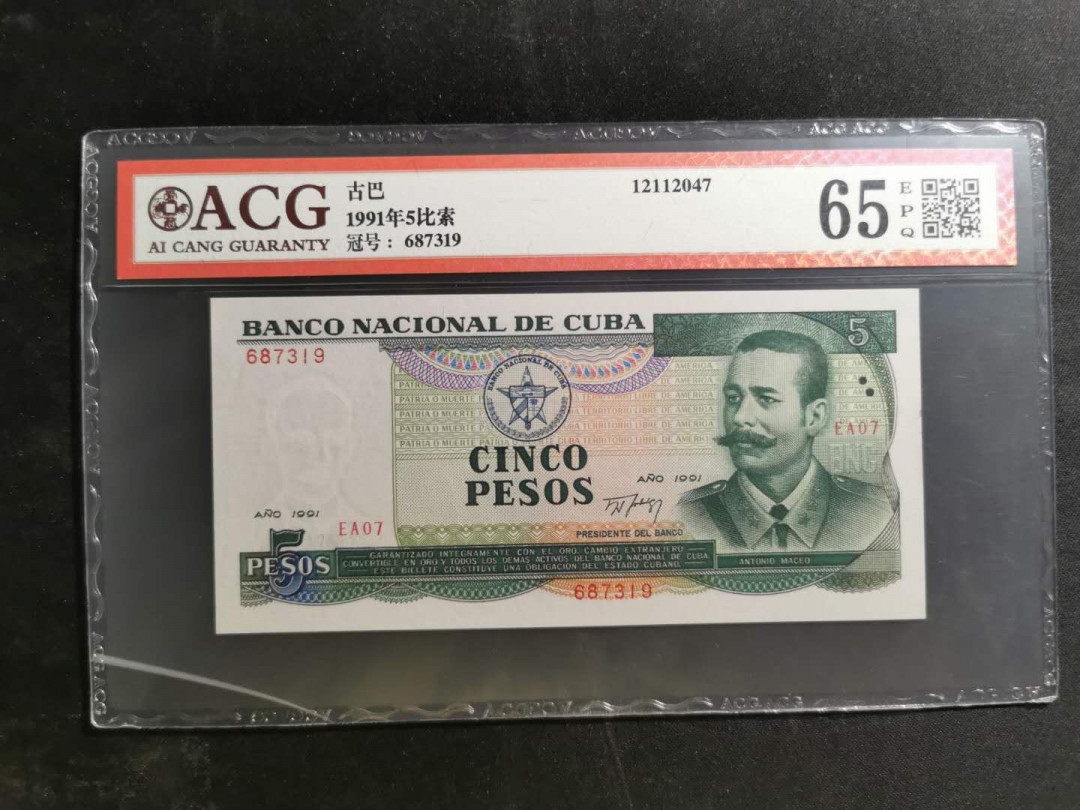 ACG
AI CANG GUARANTY
古巴
1991年5比索
冠号：687319
12112047
65
EPQ
BANCO NACIONAL DE CUBA
687319
5
BANCO NACIONAL DE CUBA
PATRIA O MUERTE
CUBA TERRITORIO LIBRE DE AMERICA
CINCO
PESOS
AÑO 1991
PRESIDENTE DEL BANCO
EA07
BNC
AÑO 1991
EA07
5
PESOS
GARANTIZADO INTEGRAMENTE CON EL ORO, CAMBIO EXTRANJERO
CONVERTIBLE EN ORO Y TODOS LOS DEMAS ACTIVOS DEL BANCO NACIONAL DE CUBA
ESTE BILLETE CONSTITUYE UNA OBLIGACION DEL ESTADO CUBANO.
ANTONIO MACEO
687319